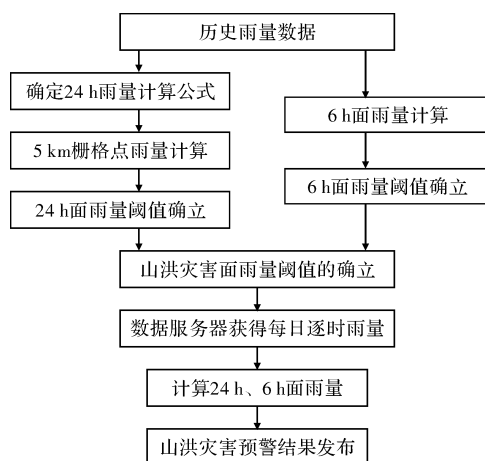 历史雨量数据
确定24 h雨量计算公式
5 km栅格点雨量计算
24 h面雨量阈值确立
6 h面雨量计算
6 h面雨量阈值确立
山洪灾害面雨量阈值的确立
数据服务器获得每日逐时雨量
计算24 h、6 h面雨量
山洪灾害预警结果发布